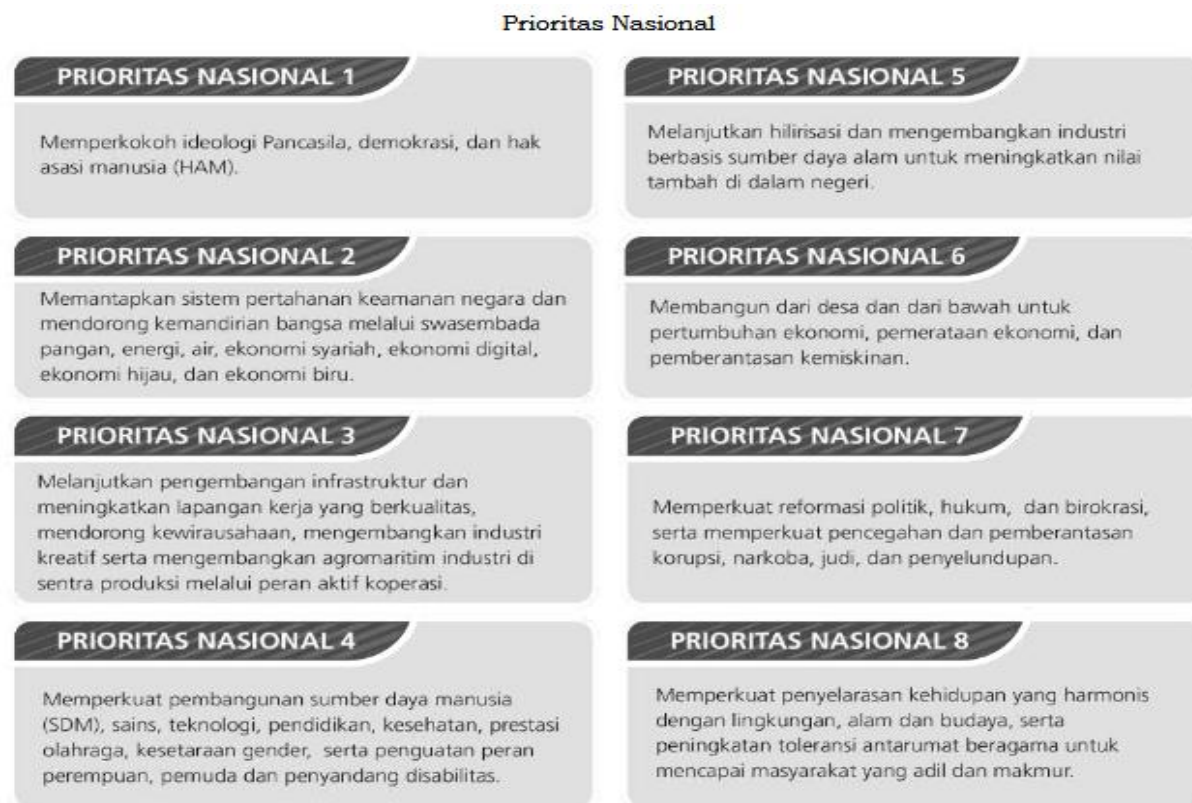 Prioritas Nasional
PRIORITAS NASIONAL 1
Memperkokoh ideologi Pancasila, demokrasi, dan hak
asasi manusia (HAM).
PRIORITAS NASIONAL 2
Memantapkan sistem pertahanan keamanan negara dan
mendorong kemandirian bangsa melalui swasembada
pangan, energi, air, ekonomi syariah, ekonomi digital,
ekonomi hijau, dan ekonomi biru.
PRIORITAS NASIONAL 3
Melanjutkan pengembangan infrastruktur dan
meningkatkan lapangan kerja yang berkualitas,
mendorong kewirausahaan, mengembangkan industri
kreatif serta mengembangkan agromaritim industri di
sentra produksi melalui peran aktif koperasi.
PRIORITAS NASIONAL 4
Memperkuat pembangunan sumber daya manusia
(SDM), sains, teknologi, pendidikan, kesehatan, prestasi
olahraga, kesetaraan gender, serta penguatan peran
perempuan, pemuda dan penyandang disabilitas.
PRIORITAS NASIONAL 5
Melanjutkan hilirisasi dan mengembangkan industri
berbasis sumber daya alam untuk meningkatkan nilai
tambah di dalam negeri.
PRIORITAS NASIONAL 6
Membangun dari desa dan dari bawah untuk
pertumbuhan ekonomi, pemerataan ekonomi, dan
pemberantasan kemiskinan.
PRIORITAS NASIONAL 7
Memperkuat reformasi politik, hukum, dan birokrasi,
serta memperkuat pencegahan dan pemberantasan
korupsi, narkoba, judi, dan penyelundupan.
PRIORITAS NASIONAL 8
Memperkuat penyelarasan kehidupan yang harmonis
dengan lingkungan, alam dan budaya, serta
peningkatan toleransi antarumat beragama untuk
mencapai masyarakat yang adil dan makmur.